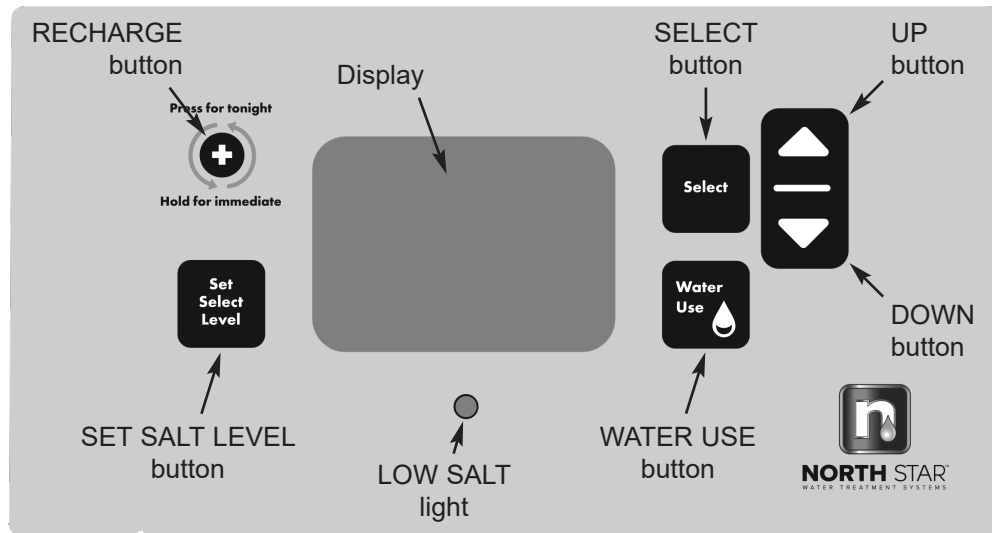 RECHARGE
button
Press for tonight
Hold for immediate
Display
SELECT
button
UP
button
Select
Set
Select
Level
Water
Use
DOWN
button
SET SALT LEVEL
button
LOW SALT
light
WATER USE
button
n
NORTH STAR™
WATER TREATMENT SYSTEMS